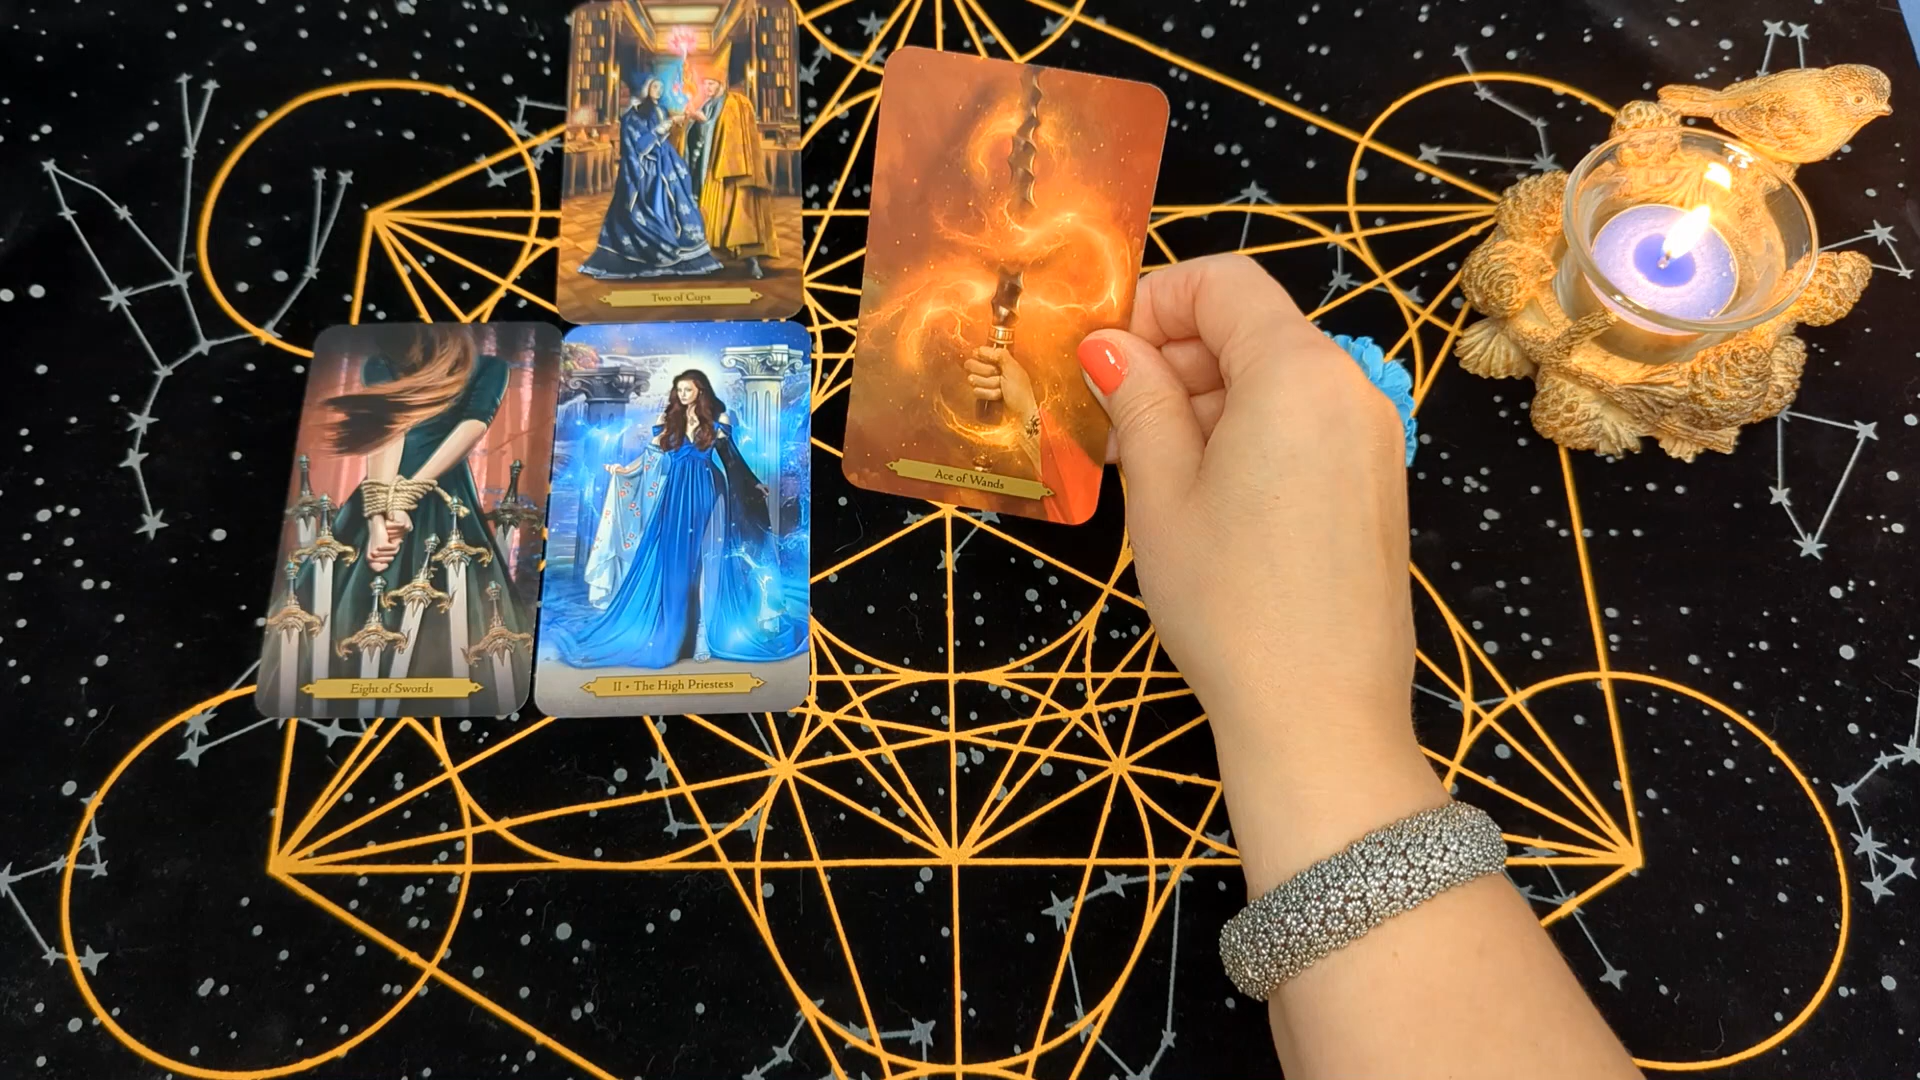 Two of Cups
Ace of Wands
Eight of Swords
II • The High Priestess